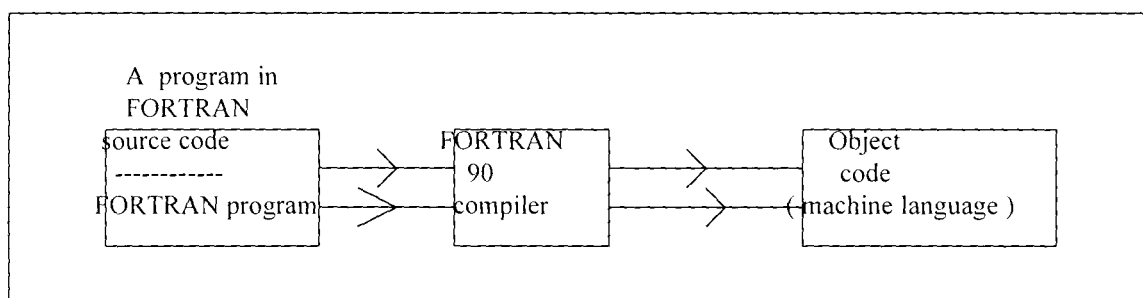 A program in
FORTRAN
source code
------------
FORTRAN program
FORTRAN
90
compiler
Object
code
( machine language )